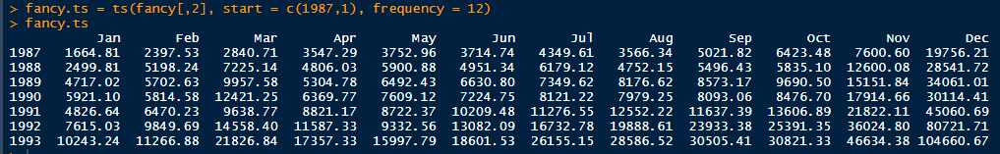 > fancy.ts = ts(fancy[,2], start = c(1987,1), frequency = 12)
> fancy.ts
Jan Feb Mar Apr May Jun Jul Aug Sep Oct Nov Dec
1987 1664.81 2397.53 2840.71 3547.29 3752.96 3714.74 4349.61 3566.34 5021.82 6423.48 7600.60 19756.21
1988 2499.81 5198.24 7225.14 4806.03 5900.88 4951.34 6179.12 4752.15 5496.43 5835.10 12600.08 28541.72
1989 4717.02 5702.63 9957.58 5304.78 6492.43 6630.80 7349.62 8176.62 8573.17 9690.50 15151.84 34061.01
1990 5921.10 5814.58 12421.25 6369.77 7609.12 7224.75 8121.22 7979.25 8093.06 8476.70 17914.66 30114.41
1991 4826.64 6470.23 9638.77 8821.17 8722.37 10209.48 11276.55 12552.22 11637.39 13606.89 21822.11 45060.69
1992 7615.03 9849.69 14558.40 11587.33 9332.56 13082.09 16732.78 19888.61 23933.38 25391.35 36024.80 80721.71
1993 10243.24 11266.88 21826.84 17357.33 15997.79 18601.53 26155.15 28586.52 30505.41 30821.33 46634.38 104660.67